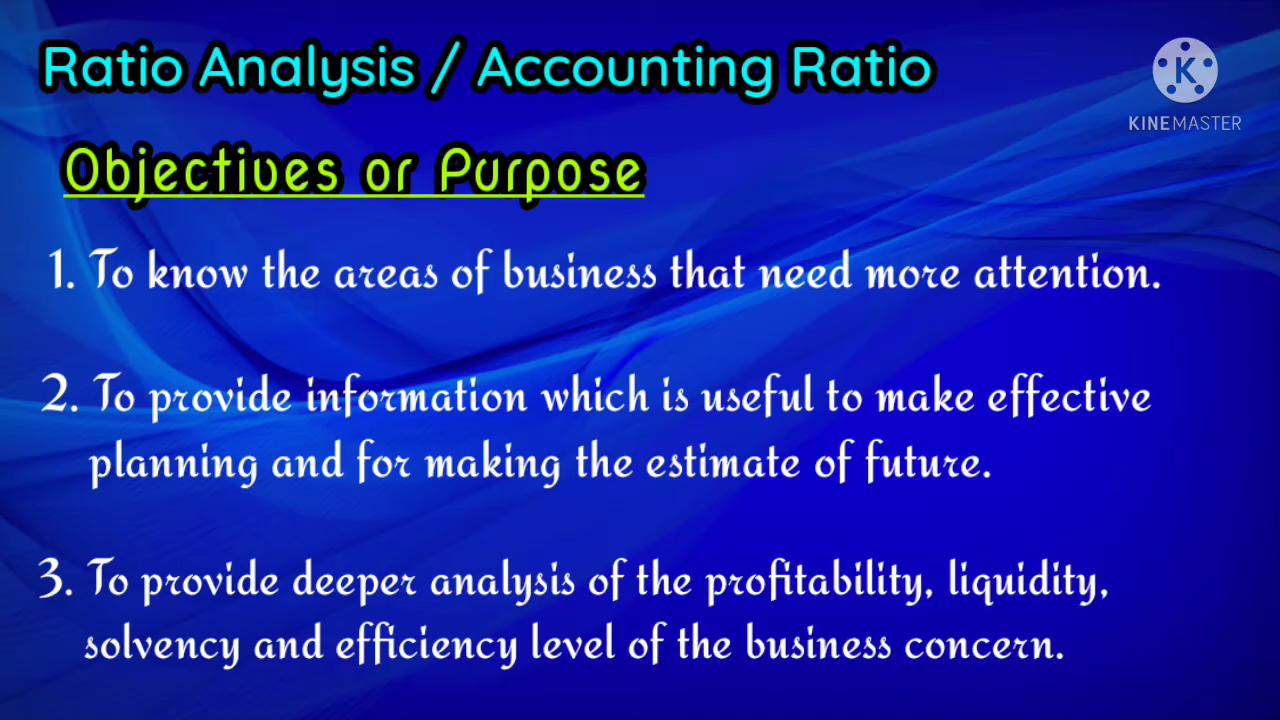 Ratio Analysis / Accounting Ratio
K
KINEMASTER
Objectives or Purpose
1. To know the areas of business that need more attention.
2. To provide information which is useful to make effective
planning and for making the estimate of future.
3. To provide deeper analysis of the profitability, liquidity,
solvency and efficiency level of the business concern.